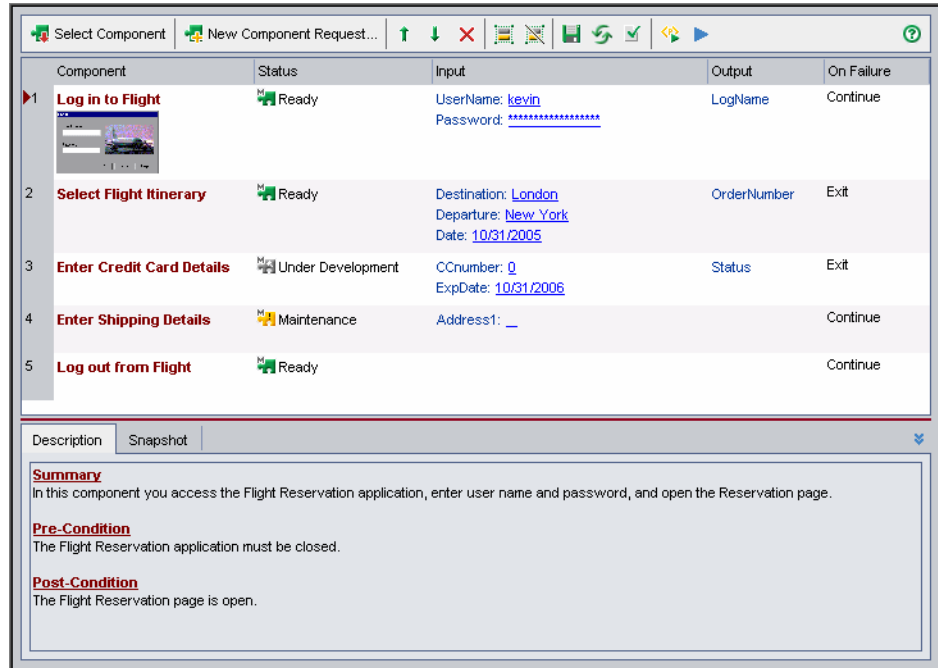 Select Component New Component Request...
Component Status Input Output On Failure
1 Log in to Flight M Ready UserName: kevin LogName Continue
Password: ******************
2 Select Flight Itinerary M Ready Destination: London OrderNumber Exit
Departure: New York
Date: 10/31/2005
3 Enter Credit Card Details M Under Development CCnumber: 0 Status Exit
ExpDate: 10/31/2006
4 Enter Shipping Details M Maintenance Address1: Continue
5 Log out from Flight M Ready Continue
Description Snapshot
Summary
In this component you access the Flight Reservation application, enter user name and password, and open the Reservation page.
Pre-Condition
The Flight Reservation application must be closed.
Post-Condition
The Flight Reservation page is open.